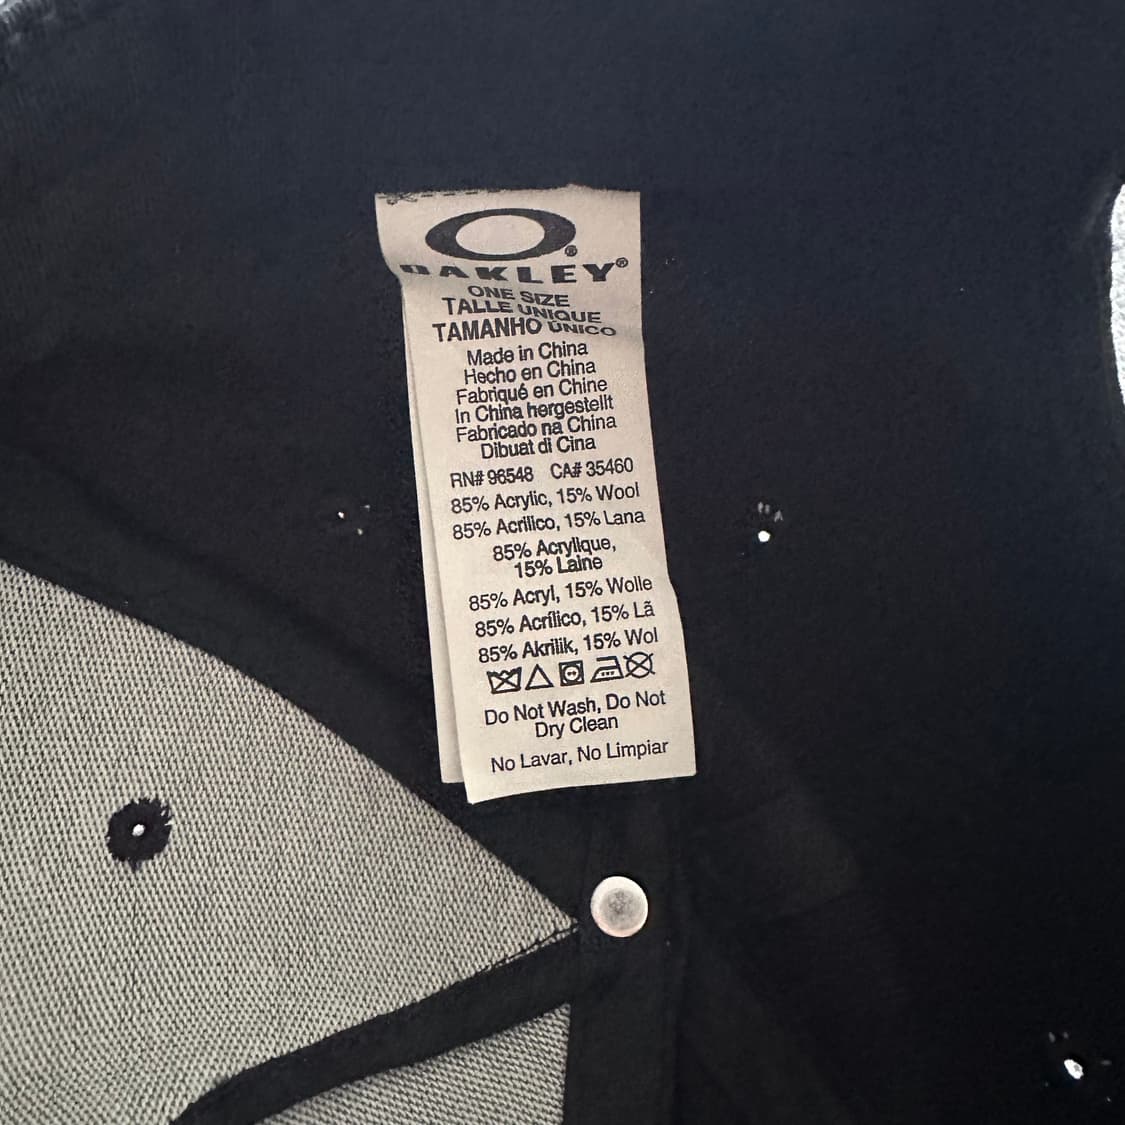 OAKLEY®
ONE SIZE
TALLE UNIQUE
TAMANHO ÚNICO
Made in China
Hecho en China
Fabriqué en Chine
In China hergestellt
Fabricado na China
Dibuat di Cina
RN# 96548 CA# 35460
85% Acrylic, 15% Wool
85% Acrilico, 15% Lana
85% Acrylique,
15% Laine
85% Acryl, 15% Wolle
85% Acrílico, 15% Lã
85% Akrilik, 15% Wol
Do Not Wash, Do Not
Dry Clean
No Lavar, No Limpiar